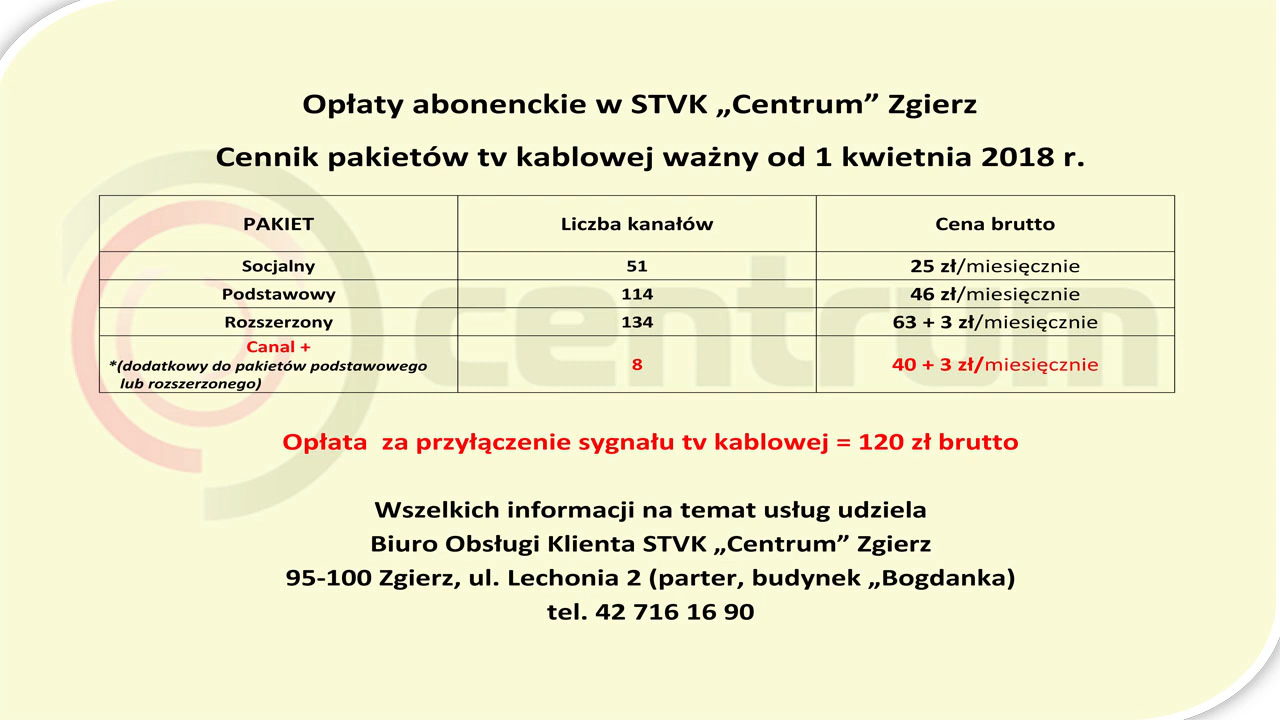 Opłaty abonenckie w STVK „Centrum” Zgierz
Cennik pakietów tv kablowej ważny od 1 kwietnia 2018 r.
PAKIET Liczba kanałów Cena brutto
Socjalny 51 25 zł/miesięcznie
Podstawowy 114 46 zł/miesięcznie
Rozszerzony 134 63 + 3 zł/miesięcznie
Canal +
*(dodatkowy do pakietów podstawowego
lub rozszerzonego)
8 40 + 3 zł/miesięcznie
centrum
Opłata za przyłączenie sygnału tv kablowej = 120 zł brutto
Wszelkich informacji na temat usług udziela
Biuro Obsługi Klienta STVK „Centrum” Zgierz
95-100 Zgierz, ul. Lechonia 2 (parter, budynek „Bogdanka)
tel. 42 716 16 90